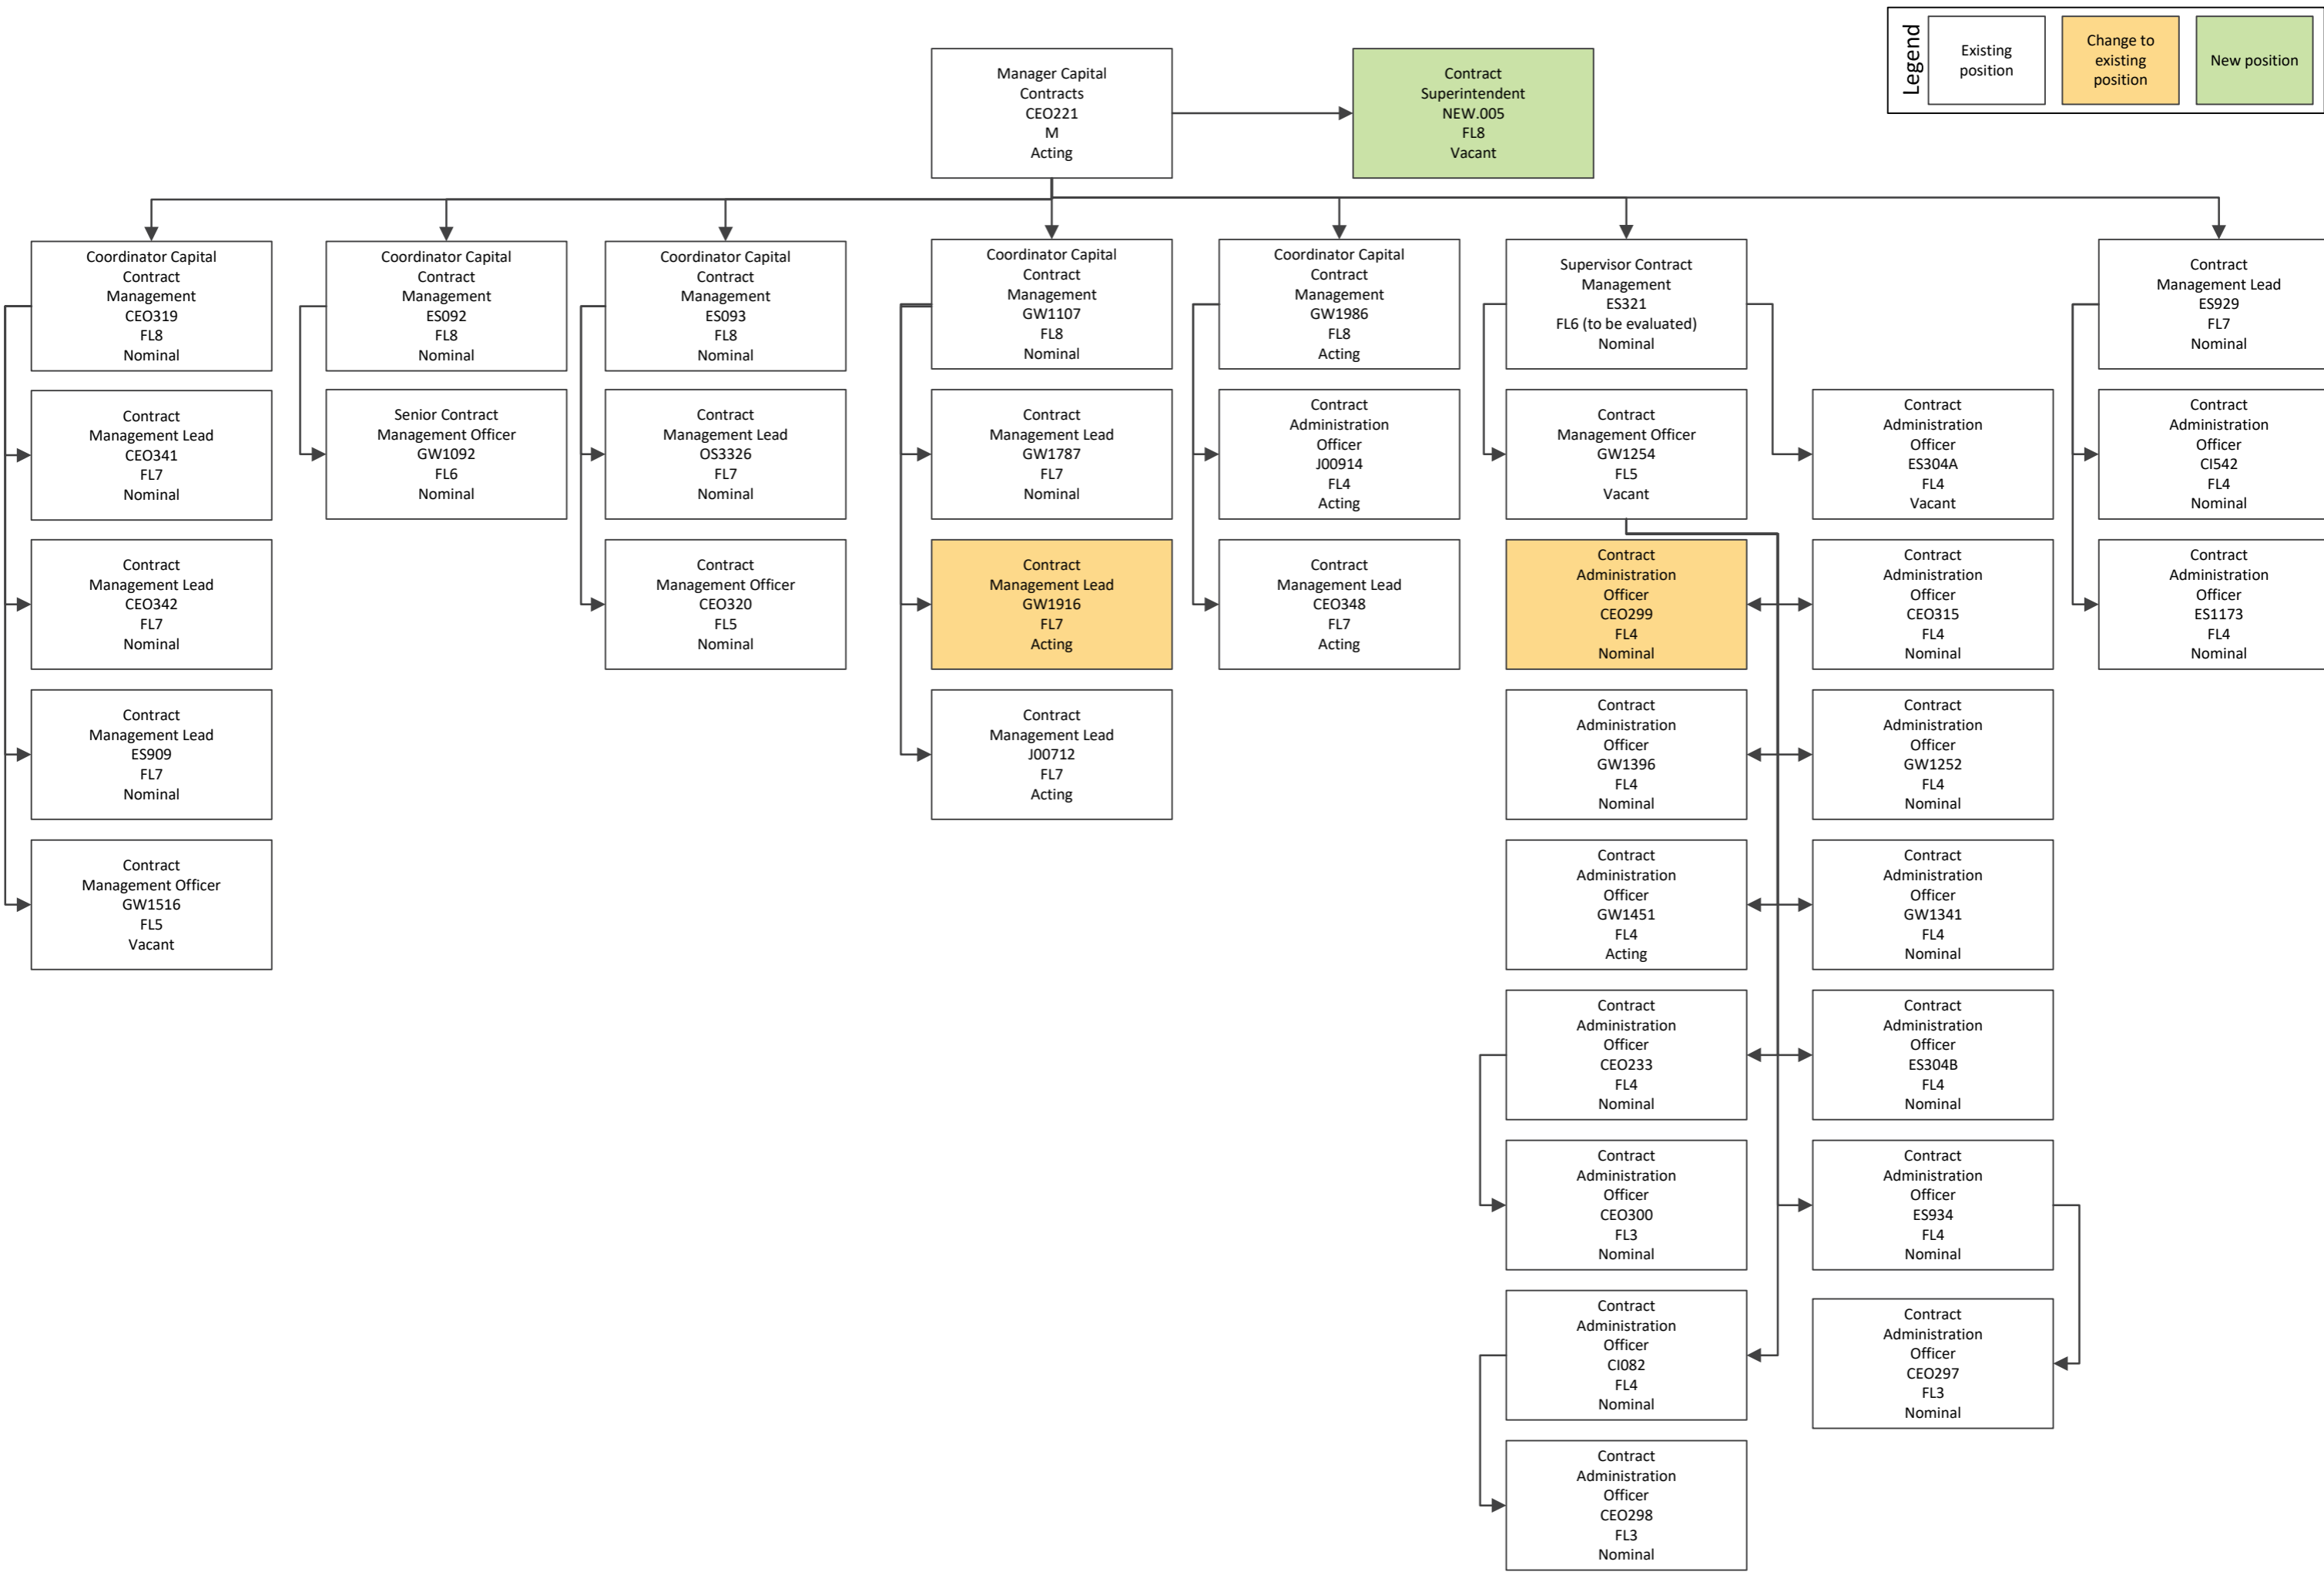 Legend
Existing
position
Change to
existing
position
New position
Manager Capital
Contracts
CEO221
M
Acting
Contract
Superintendent
NEW.005
FL8
Vacant
Coordinator Capital
Contract
Management
CEO319
FL8
Nominal
Coordinator Capital
Contract
Management
ES092
FL8
Nominal
Coordinator Capital
Contract
Management
ES093
FL8
Nominal
Coordinator Capital
Contract
Management
GW1107
FL8
Nominal
Coordinator Capital
Contract
Management
GW1986
FL8
Acting
Supervisor Contract
Management
ES321
FL6 (to be evaluated)
Nominal
Contract
Management Lead
ES929
FL7
Nominal
Contract
Management Lead
CEO341
FL7
Nominal
Senior Contract
Management Officer
GW1092
FL6
Nominal
Contract
Management Lead
OS3326
FL7
Nominal
Contract
Management Lead
GW1787
FL7
Nominal
Contract
Administration
Officer
J00914
FL4
Acting
Contract
Management Officer
GW1254
FL5
Vacant
Contract
Administration
Officer
ES304A
FL4
Vacant
Contract
Administration
Officer
CI542
FL4
Nominal
Contract
Management Lead
CEO342
FL7
Nominal
Contract
Management Officer
CEO320
FL5
Nominal
Contract
Management Lead
GW1916
FL7
Acting
Contract
Management Lead
CEO348
FL7
Acting
Contract
Administration
Officer
CEO299
FL4
Nominal
Contract
Administration
Officer
CEO315
FL4
Nominal
Contract
Administration
Officer
ES1173
FL4
Nominal
Contract
Management Lead
ES909
FL7
Nominal
Contract
Management Lead
J00712
FL7
Acting
Contract
Administration
Officer
GW1396
FL4
Nominal
Contract
Administration
Officer
GW1252
FL4
Nominal
Contract
Management Officer
GW1516
FL5
Vacant
Contract
Administration
Officer
GW1451
FL4
Acting
Contract
Administration
Officer
GW1341
FL4
Nominal
Contract
Administration
Officer
CEO233
FL4
Nominal
Contract
Administration
Officer
ES304B
FL4
Nominal
Contract
Administration
Officer
CEO300
FL3
Nominal
Contract
Administration
Officer
ES934
FL4
Nominal
Contract
Administration
Officer
CI082
FL4
Nominal
Contract
Administration
Officer
CEO297
FL3
Nominal
Contract
Administration
Officer
CEO298
FL3
Nominal